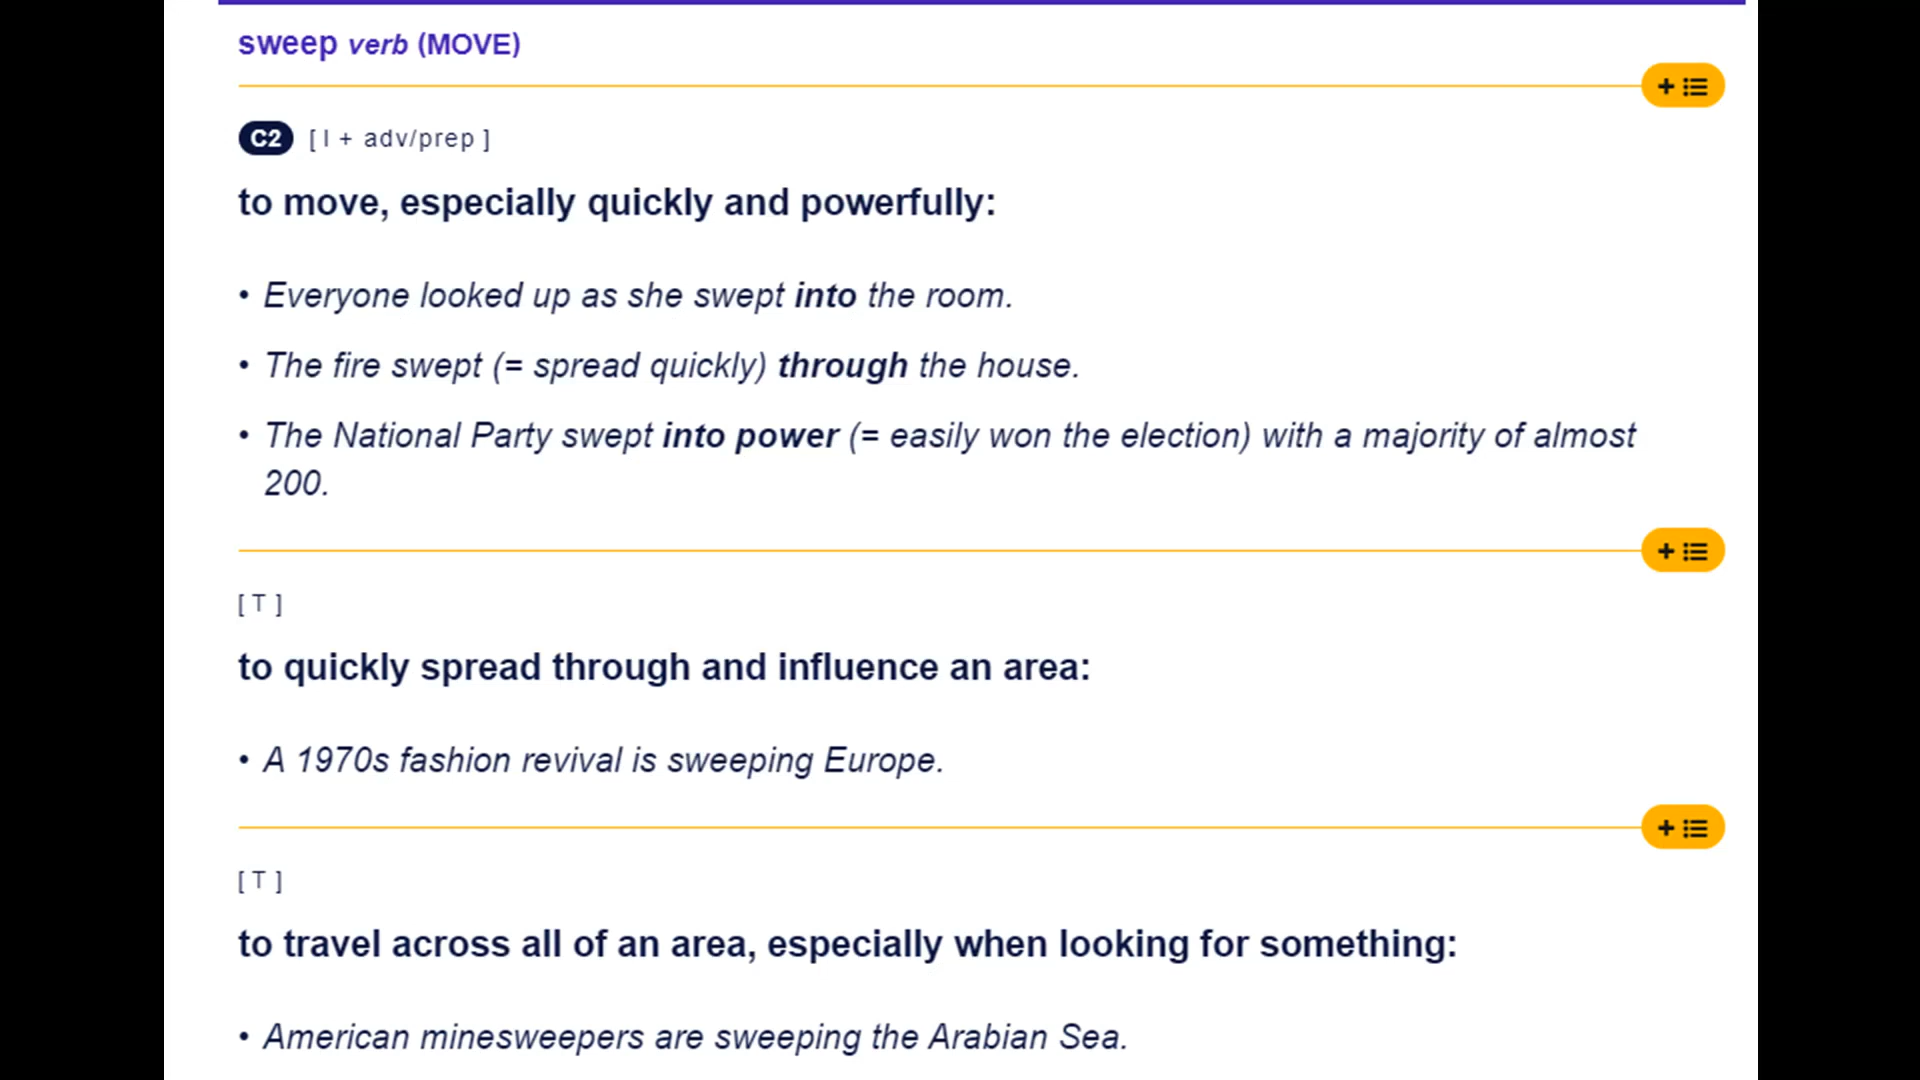 sweep verb (MOVE)
C2 [ I + adv/prep ]
to move, especially quickly and powerfully:
• Everyone looked up as she swept into the room.
• The fire swept (= spread quickly) through the house.
• The National Party swept into power (= easily won the election) with a majority of almost
200.
[ T ]
to quickly spread through and influence an area:
• A 1970s fashion revival is sweeping Europe.
[ T ]
to travel across all of an area, especially when looking for something:
• American minesweepers are sweeping the Arabian Sea.